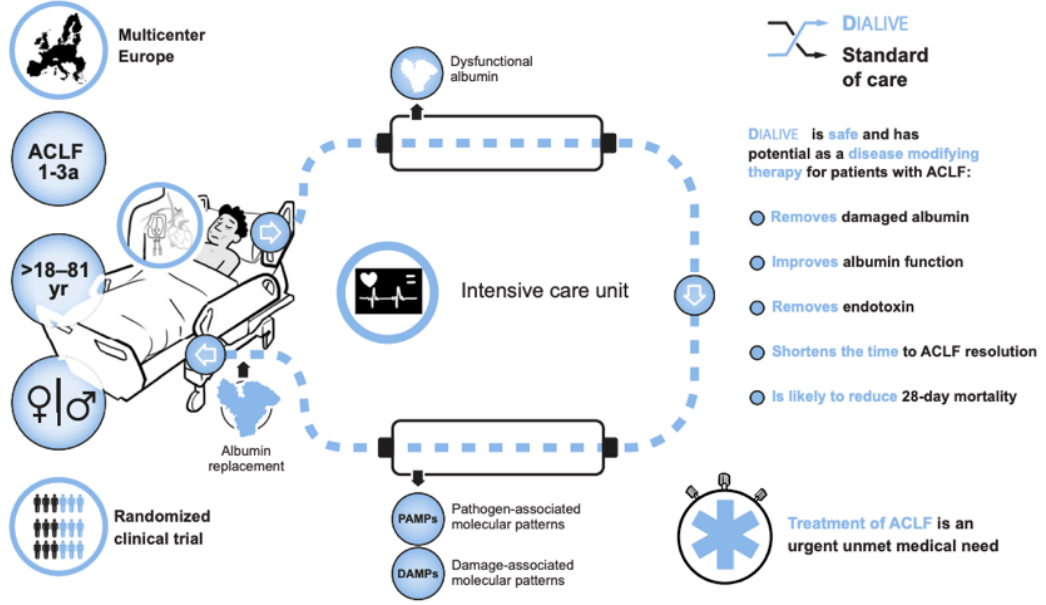 Multicenter
Europe
ACLF
1-3a
>18–81
yr
Randomized
clinical trial
Dysfunctional
albumin
Intensive care unit
Albumin
replacement
PAMPs
Pathogen-associated
molecular patterns
DAMPs
Damage-associated
molecular patterns
DIALIVE
Standard
of care
DIALIVE is safe and has
potential as a disease modifying
therapy for patients with ACLF:
Removes damaged albumin
Improves albumin function
Removes endotoxin
Shortens the time to ACLF resolution
Is likely to reduce 28-day mortality
Treatment of ACLF is an
urgent unmet medical need